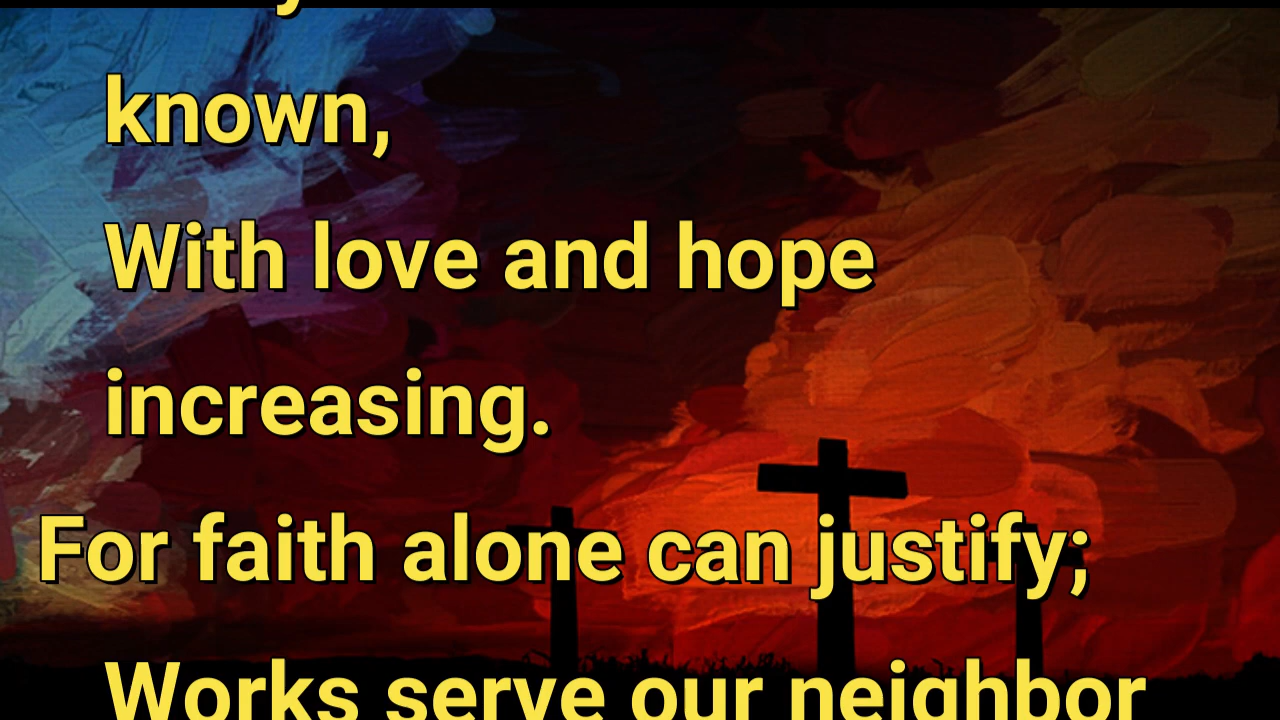 known,
With love and hope
increasing.
For faith alone can justify;
Works serve our neighbor